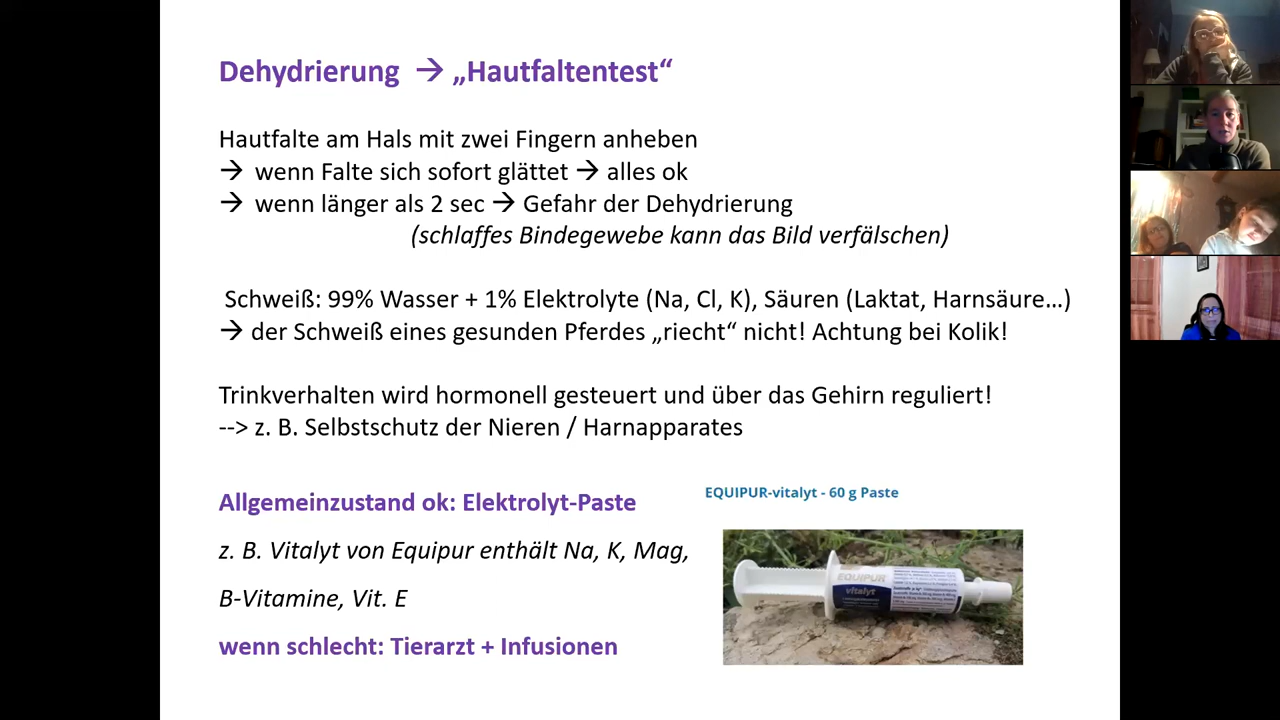 Dehydrierung → „Hautfaltentest“
Hautfalte am Hals mit zwei Fingern anheben
→ wenn Falte sich sofort glättet → alles ok
→ wenn länger als 2 sec → Gefahr der Dehydrierung
(schlaffes Bindegewebe kann das Bild verfälschen)
Schweiß: 99% Wasser + 1% Elektrolyte (Na, Cl, K), Säuren (Laktat, Harnsäure…)
→ der Schweiß eines gesunden Pferdes „riecht“ nicht! Achtung bei Kolik!
Trinkverhalten wird hormonell gesteuert und über das Gehirn reguliert!
--> z. B. Selbstschutz der Nieren / Harnapparates
Allgemeinzustand ok: Elektrolyt-Paste
z. B. Vitalyt von Equipur enthält Na, K, Mag,
B-Vitamine, Vit. E
wenn schlecht: Tierarzt + Infusionen
EQUIPUR-vitalyt - 60 g Paste
EQUIPUR
vitalyt